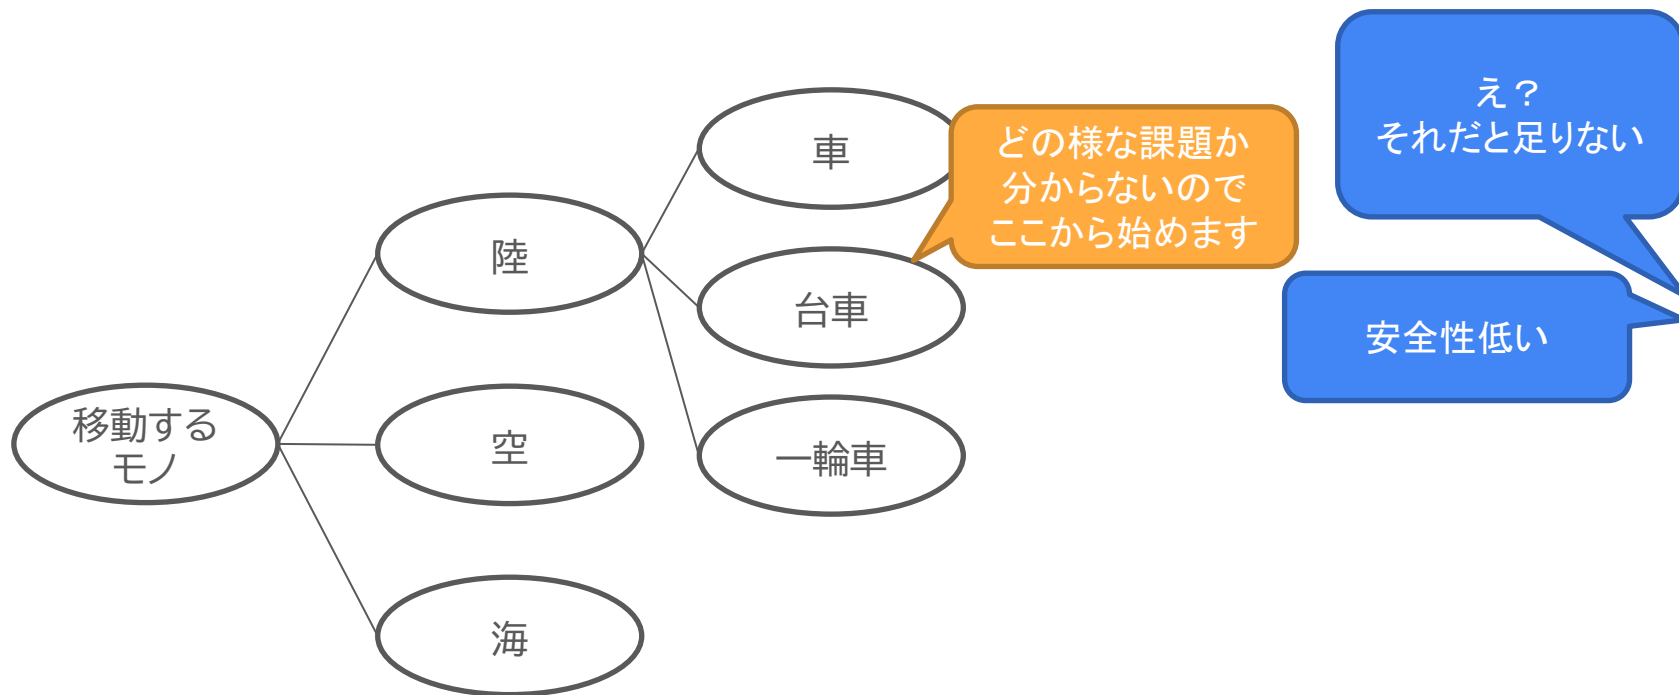 え？
それだと足りない
車
どの様な課題か
分からないので
ここから始めます
陸
台車
安全性低い
移動する
モノ
空
一輪車
海